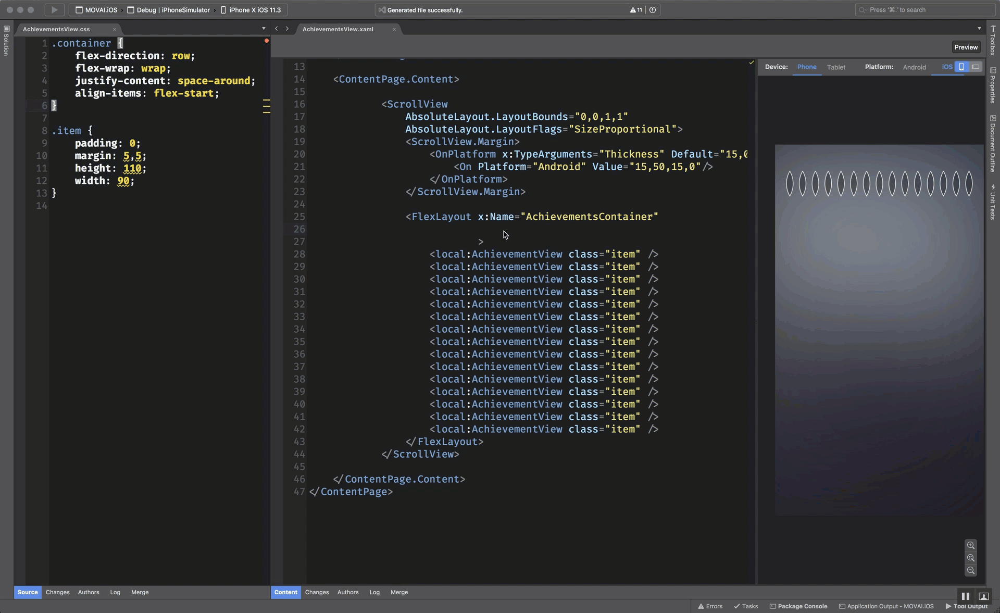 MOVAI.iOS › Debug | iPhoneSimulator › iPhone X iOS 11.3
Generated file successfully.
11
Press '⌘.' to search
Solution
AchievementsView.css
1 .container {
2 flex-direction: row;
3 flex-wrap: wrap;
4 justify-content: space-around;
5 align-items: flex-start;
6 }
7
8 .item {
9 padding: 0;
10 margin: 5,5;
11 height: 110;
12 width: 90;
13 }
14
Source Changes Authors Log Merge
AchievementsView.xaml
Preview
13
14 <ContentPage.Content>
15
16 <ScrollView
17 AbsoluteLayout.LayoutBounds="0,0,1,1"
18 AbsoluteLayout.LayoutFlags="SizeProportional">
19 <ScrollView.Margin>
20 <OnPlatform x:TypeArguments="Thickness" Default="15,0
21 <On Platform="Android" Value="15,50,15,0"/>
22 </OnPlatform>
23 </ScrollView.Margin>
24
25 <FlexLayout x:Name="AchievementsContainer"
26
27 >
28 <local:AchievementView class="item" />
29 <local:AchievementView class="item" />
30 <local:AchievementView class="item" />
31 <local:AchievementView class="item" />
32 <local:AchievementView class="item" />
33 <local:AchievementView class="item" />
34 <local:AchievementView class="item" />
35 <local:AchievementView class="item" />
36 <local:AchievementView class="item" />
37 <local:AchievementView class="item" />
38 <local:AchievementView class="item" />
39 <local:AchievementView class="item" />
40 <local:AchievementView class="item" />
41 <local:AchievementView class="item" />
42 <local:AchievementView class="item" />
43 </FlexLayout>
44 </ScrollView>
45
46 </ContentPage.Content>
47 </ContentPage>
Content Changes Authors Log Merge
Device: Phone Tablet Platform: Android iOS
Toolbox
Properties
Document Outline
Unit Tests
Errors Tasks Package Console Application Output - MOVAI.iOS Tool Output